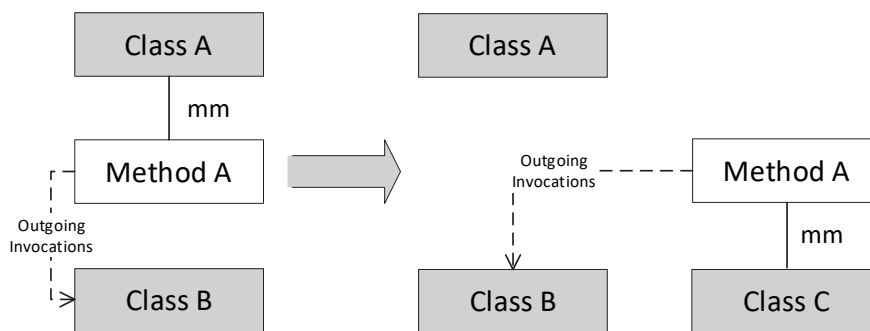 Class A
mm
Method A
Outgoing
Invocations
Class B
Class A
Outgoing
Invocations
Method A
mm
Class B
Class C